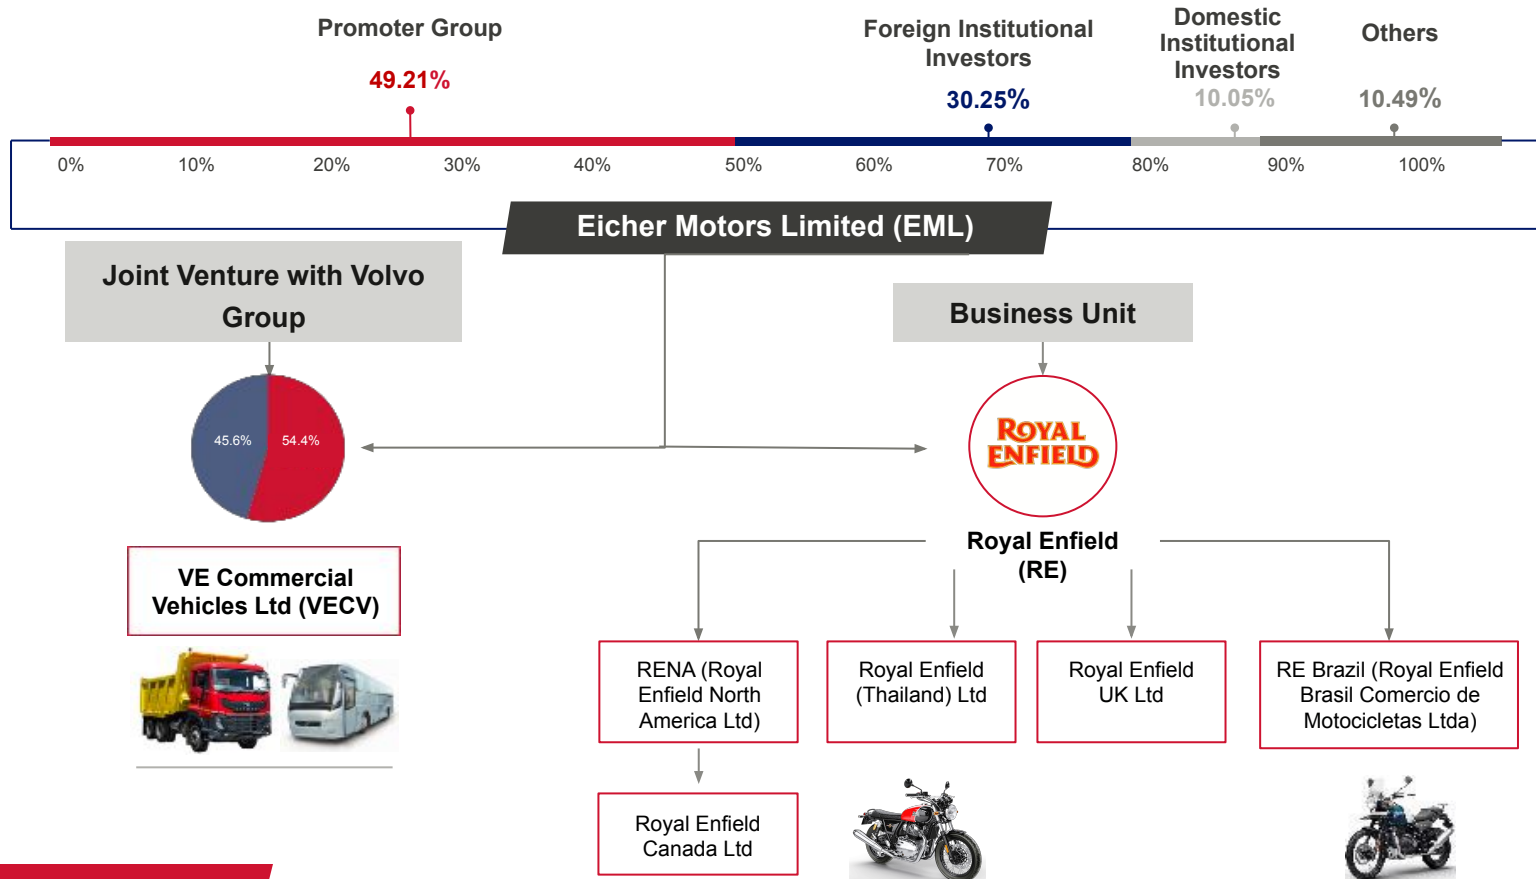 Promoter Group
49.21%
Foreign Institutional
Investors
30.25%
Domestic
Institutional
Investors
10.05%
Others
10.49%
0%
10%
20%
30%
40%
50%
60%
70%
80%
90%
100%
Eicher Motors Limited (EML)
Joint Venture with Volvo
Group
Business Unit
45.6%
54.4%
ROYAL
ENFIELD
VE Commercial
Vehicles Ltd (VECV)
Royal Enfield
(RE)
RENA (Royal
Enfield North
America Ltd)
Royal Enfield
(Thailand) Ltd
Royal Enfield
UK Ltd
RE Brazil (Royal Enfield
Brasil Comercio de
Motocicletas Ltda)
Royal Enfield
Canada Ltd